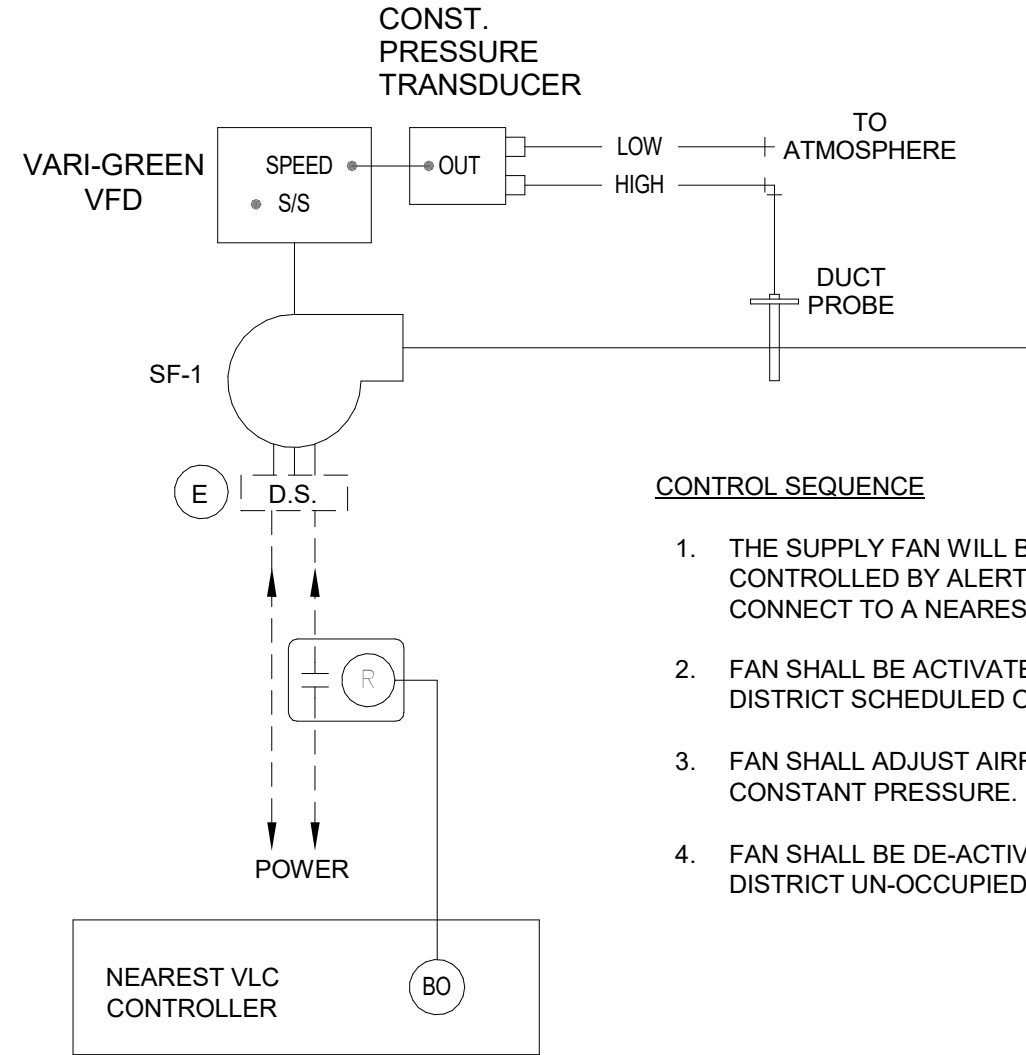 CONST.
PRESSURE
TRANSDUCER
VARI-GREEN
VFD
SPEED
S/S
OUT
LOW
HIGH
TO
ATMOSPHERE
DUCT
PROBE
SF-1
E
D.S.
R
POWER
NEAREST VLC
CONTROLLER
BO
CONTROL SEQUENCE
1. THE SUPPLY FAN WILL B
CONTROLLED BY ALERT
CONNECT TO A NEARES
2. FAN SHALL BE ACTIVATE
DISTRICT SCHEDULED O
3. FAN SHALL ADJUST AIR
CONSTANT PRESSURE.
4. FAN SHALL BE DE-ACTIV
DISTRICT UN-OCCUPIED